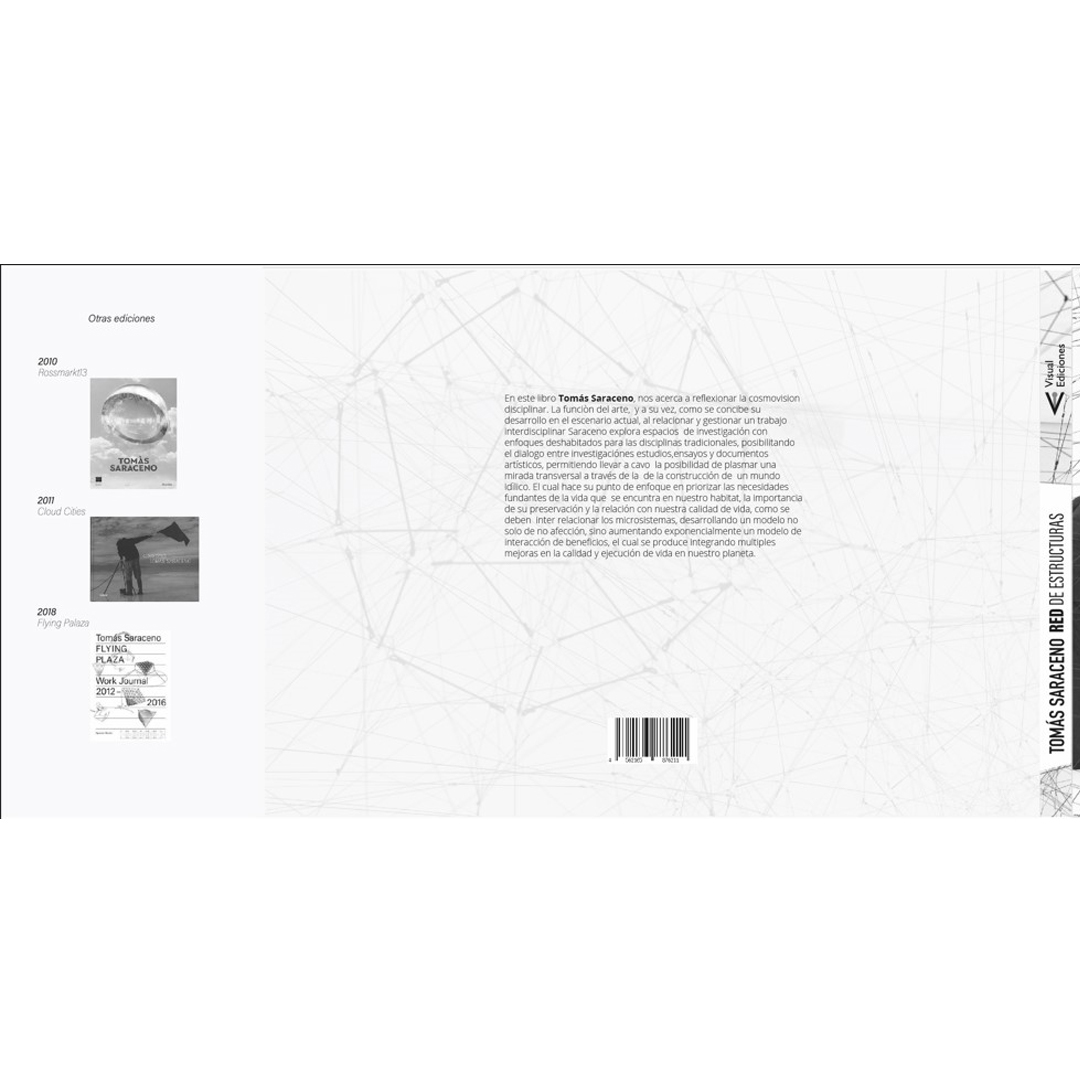 Otras ediciones
2010
Rossmarkt13
TOMÀS
SARACENO
2011
Cloud Cities
2018
Flying Palaza
Tomás Saraceno
FLYING
PLAZA
Work Journal
2012–
2016
En este libro Tomás Saraceno, nos acerca a reflexionar la cosmovision
disciplinar. La funciòn del arte, y a su vez, como se concibe su
desarrollo en el escenario actual, al relacionar y gestionar un trabajo
interdisciplinar Saraceno explora espacios de investigación con
enfoques deshabitados para las disciplinas tradicionales, posibilitando
el dialogo entre investigaciónes estudios,ensayos y documentos
artísticos, permitiendo llevar a cavo la posibilidad de plasmar una
mirada transversal a través de la de la construcción de un mundo
idílico. El cual hace su punto de enfoque en priorizar las necesidades
fundantes de la vida que se encuntra en nuestro habitat, la importancia
de su preservación y la relación con nuestra calidad de vida, como se
deben inter relacionar los microsistemas, desarrollando un modelo no
solo de no afección, sino aumentando exponencialmente un modelo de
interacción de beneficios, el cual se produce integrando multiples
mejoras en la calidad y ejecución de vida en nuestro planeta.
Visual
Ediciones
TOMÁS SARACENO RED DE ESTRUCTURAS